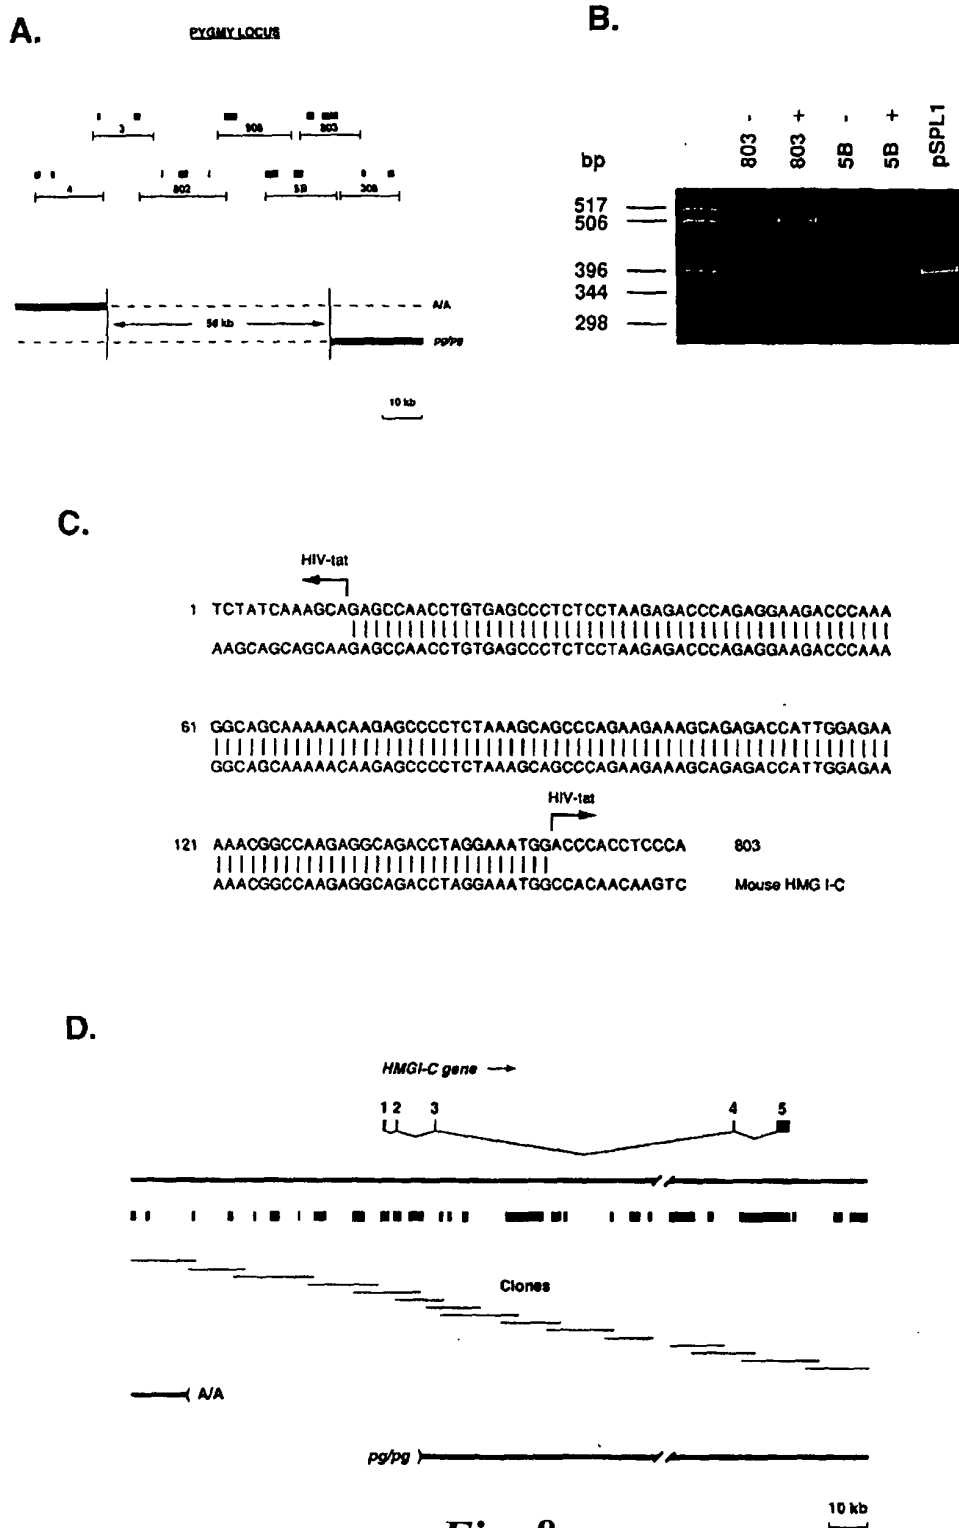 A.
PYGMY LOCUS
3
906
803
4
802
5B
308
A/A
56 kb
pg/pg
10 kb
B.
bp
803 -
803 +
5B -
5B +
pSPL1
517
506
396
344
298
C.
HIV-tat
1 TCTATCAAAGCAGAGCCAACCTGTGAGCCCTCTCCTAAGAGACCCAGAGGAAGACCCAAA
AAGCAGCAGCAAGAGCCAACCTGTGAGCCCTCTCCTAAGAGACCCAGAGGAAGACCCAAA
61 GGCAGCAAAAACAAGAGCCCCTCTAAAGCAGCCCAGAAGAAAGCAGAGACCATTGGAGAA
GGCAGCAAAAACAAGAGCCCCTCTAAAGCAGCCCAGAAGAAAGCAGAGACCATTGGAGAA
HIV-tat
121 AAACGGCCAAGAGGCAGACCTAGGAAATGGACCCACCTCCCA 803
AAACGGCCAAGAGGCAGACCTAGGAAATGGCCACAACAAGTC Mouse HMG I-C
D.
HMGI-C gene
1 2 3 4 5
Clones
A/A
pg/pg
10 kb